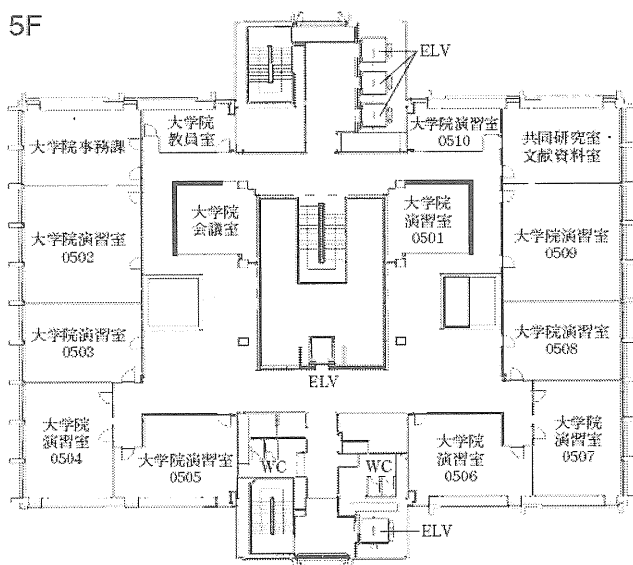 5F
ELV
大学院
教員室
大学院演習室
0510
大学院事務課
共同研究室
文献資料室
大学院
会議室
大学院
演習室
0501
大学院演習室
0502
大学院演習室
0509
大学院演習室
0503
大学院演習室
0508
ELV
大学院
演習室
0504
大学院演習室
0505
WC
WC
大学院
演習室
0506
大学院
演習室
0507
ELV